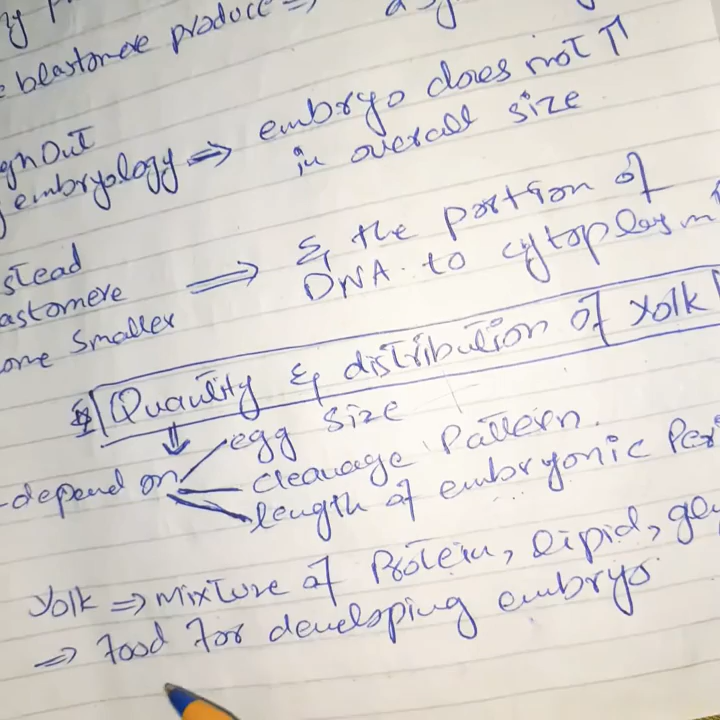 blastomere produce ⇒
embryo does not ↑
embryology ⇒ in overall size
stead
astomere ⇒ & the portion of
ome smaller DNA to cytoplasm ↑
Quantity & distribution of Yolk
-depend on egg size
cleavage Pattern.
length of embryonic Per
Yolk ⇒ mixture of Protein, lipid, gly
⇒ Food for developing embryo